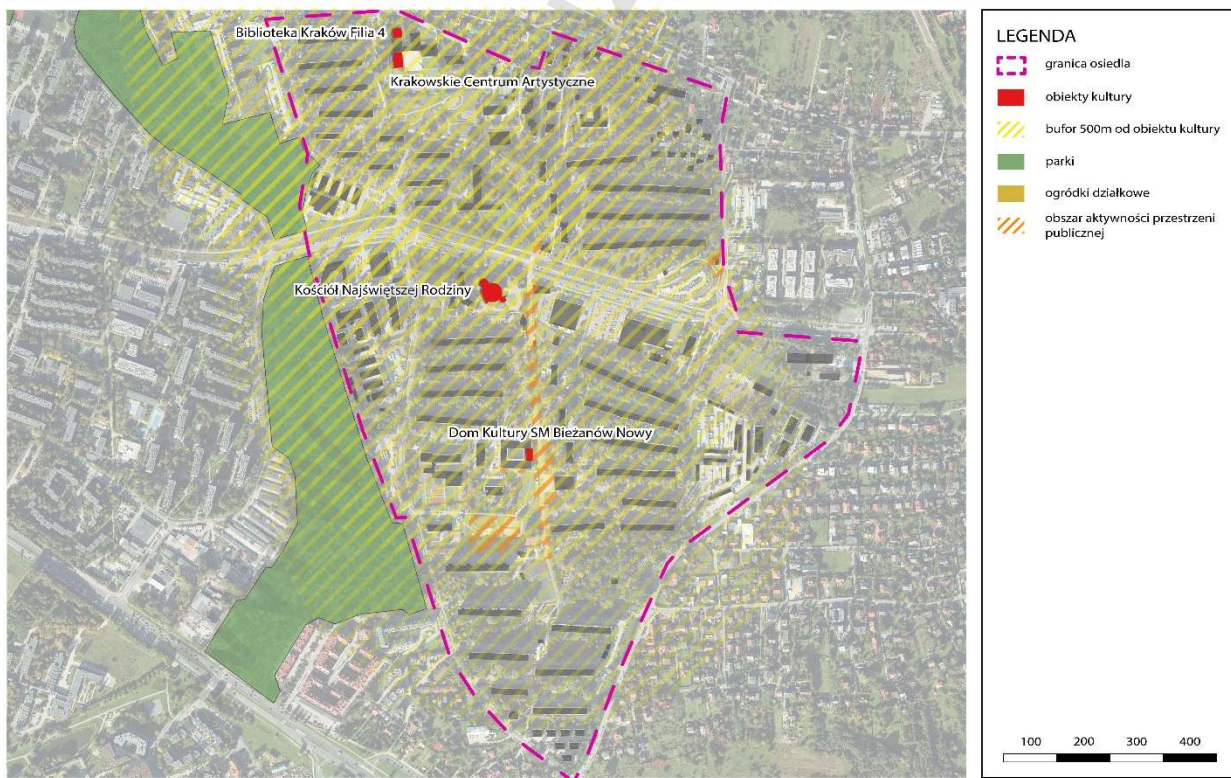 Biblioteka Kraków Filia 4
Krakowskie Centrum Artystyczne
Kościół Najświętszej Rodziny
Dom Kultury SM Bieżanów Nowy
LEGENDA
granica osiedla
obiekty kultury
bufor 500m od obiektu kultury
parki
ogródki działkowe
obszar aktywności przestrzeni
publicznej
100 200 300 400